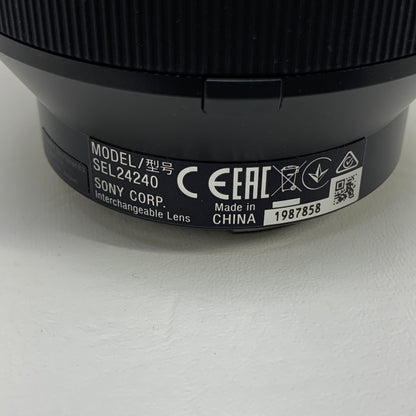 MODEL/型号
SEL24240
SONY CORP.
Interchangeable Lens
CE EAC
Made in
CHINA
1987858